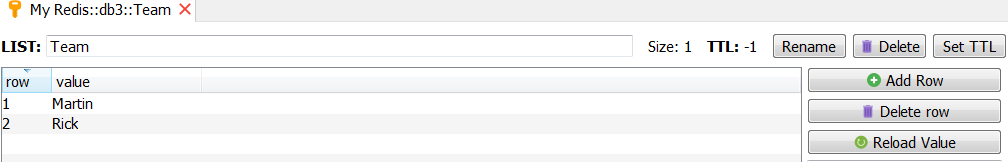 My Redis::db3::Team
LIST: Team Size: 1 TTL: -1 Rename Delete Set TTL
row value Add Row
1 Martin
Delete row
2 Rick
Reload Value